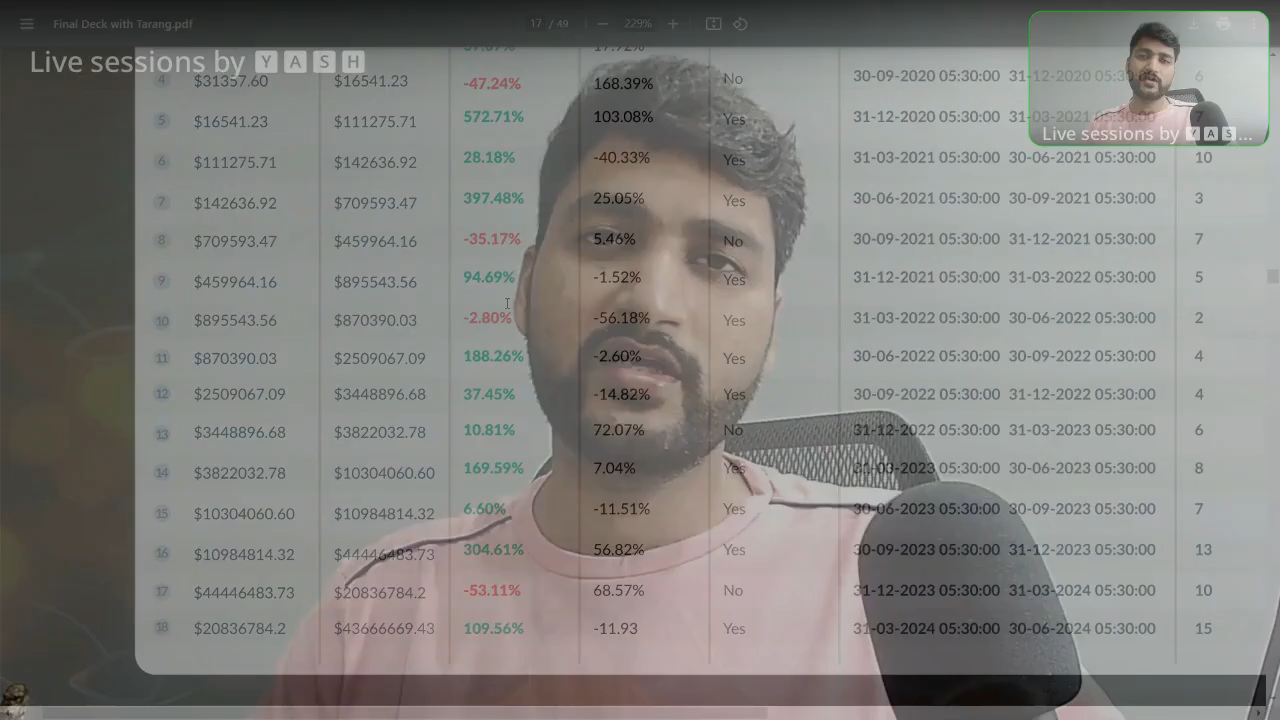 Final Deck with Tarang.pdf 17 / 49 229%
Live sessions by YASH
Live sessions by YAS...
17.92%
4 $31357.60 $16541.23 -47.24% 168.39% No 30-09-2020 05:30:00 31-12-2020 05:30:00 6
5 $16541.23 $111275.71 572.71% 103.08% Yes 31-12-2020 05:30:00 31-03-2021 05:30:00 7
6 $111275.71 $142636.92 28.18% -40.33% Yes 31-03-2021 05:30:00 30-06-2021 05:30:00 10
7 $142636.92 $709593.47 397.48% 25.05% Yes 30-06-2021 05:30:00 30-09-2021 05:30:00 3
8 $709593.47 $459964.16 -35.17% 5.46% No 30-09-2021 05:30:00 31-12-2021 05:30:00 7
9 $459964.16 $895543.56 94.69% -1.52% Yes 31-12-2021 05:30:00 31-03-2022 05:30:00 5
10 $895543.56 $870390.03 -2.80% -56.18% Yes 31-03-2022 05:30:00 30-06-2022 05:30:00 2
11 $870390.03 $2509067.09 188.26% -2.60% Yes 30-06-2022 05:30:00 30-09-2022 05:30:00 4
12 $2509067.09 $3448896.68 37.45% -14.82% Yes 30-09-2022 05:30:00 31-12-2022 05:30:00 4
13 $3448896.68 $3822032.78 10.81% 72.07% No 31-12-2022 05:30:00 31-03-2023 05:30:00 6
14 $3822032.78 $10304060.60 169.59% 7.04% Yes 31-03-2023 05:30:00 30-06-2023 05:30:00 8
15 $10304060.60 $10984814.32 6.60% -11.51% Yes 30-06-2023 05:30:00 30-09-2023 05:30:00 7
16 $10984814.32 $44446483.73 304.61% 56.82% Yes 30-09-2023 05:30:00 31-12-2023 05:30:00 13
17 $44446483.73 $20836784.2 -53.11% 68.57% No 31-12-2023 05:30:00 31-03-2024 05:30:00 10
18 $20836784.2 $43666669.43 109.56% -11.93 Yes 31-03-2024 05:30:00 30-06-2024 05:30:00 15